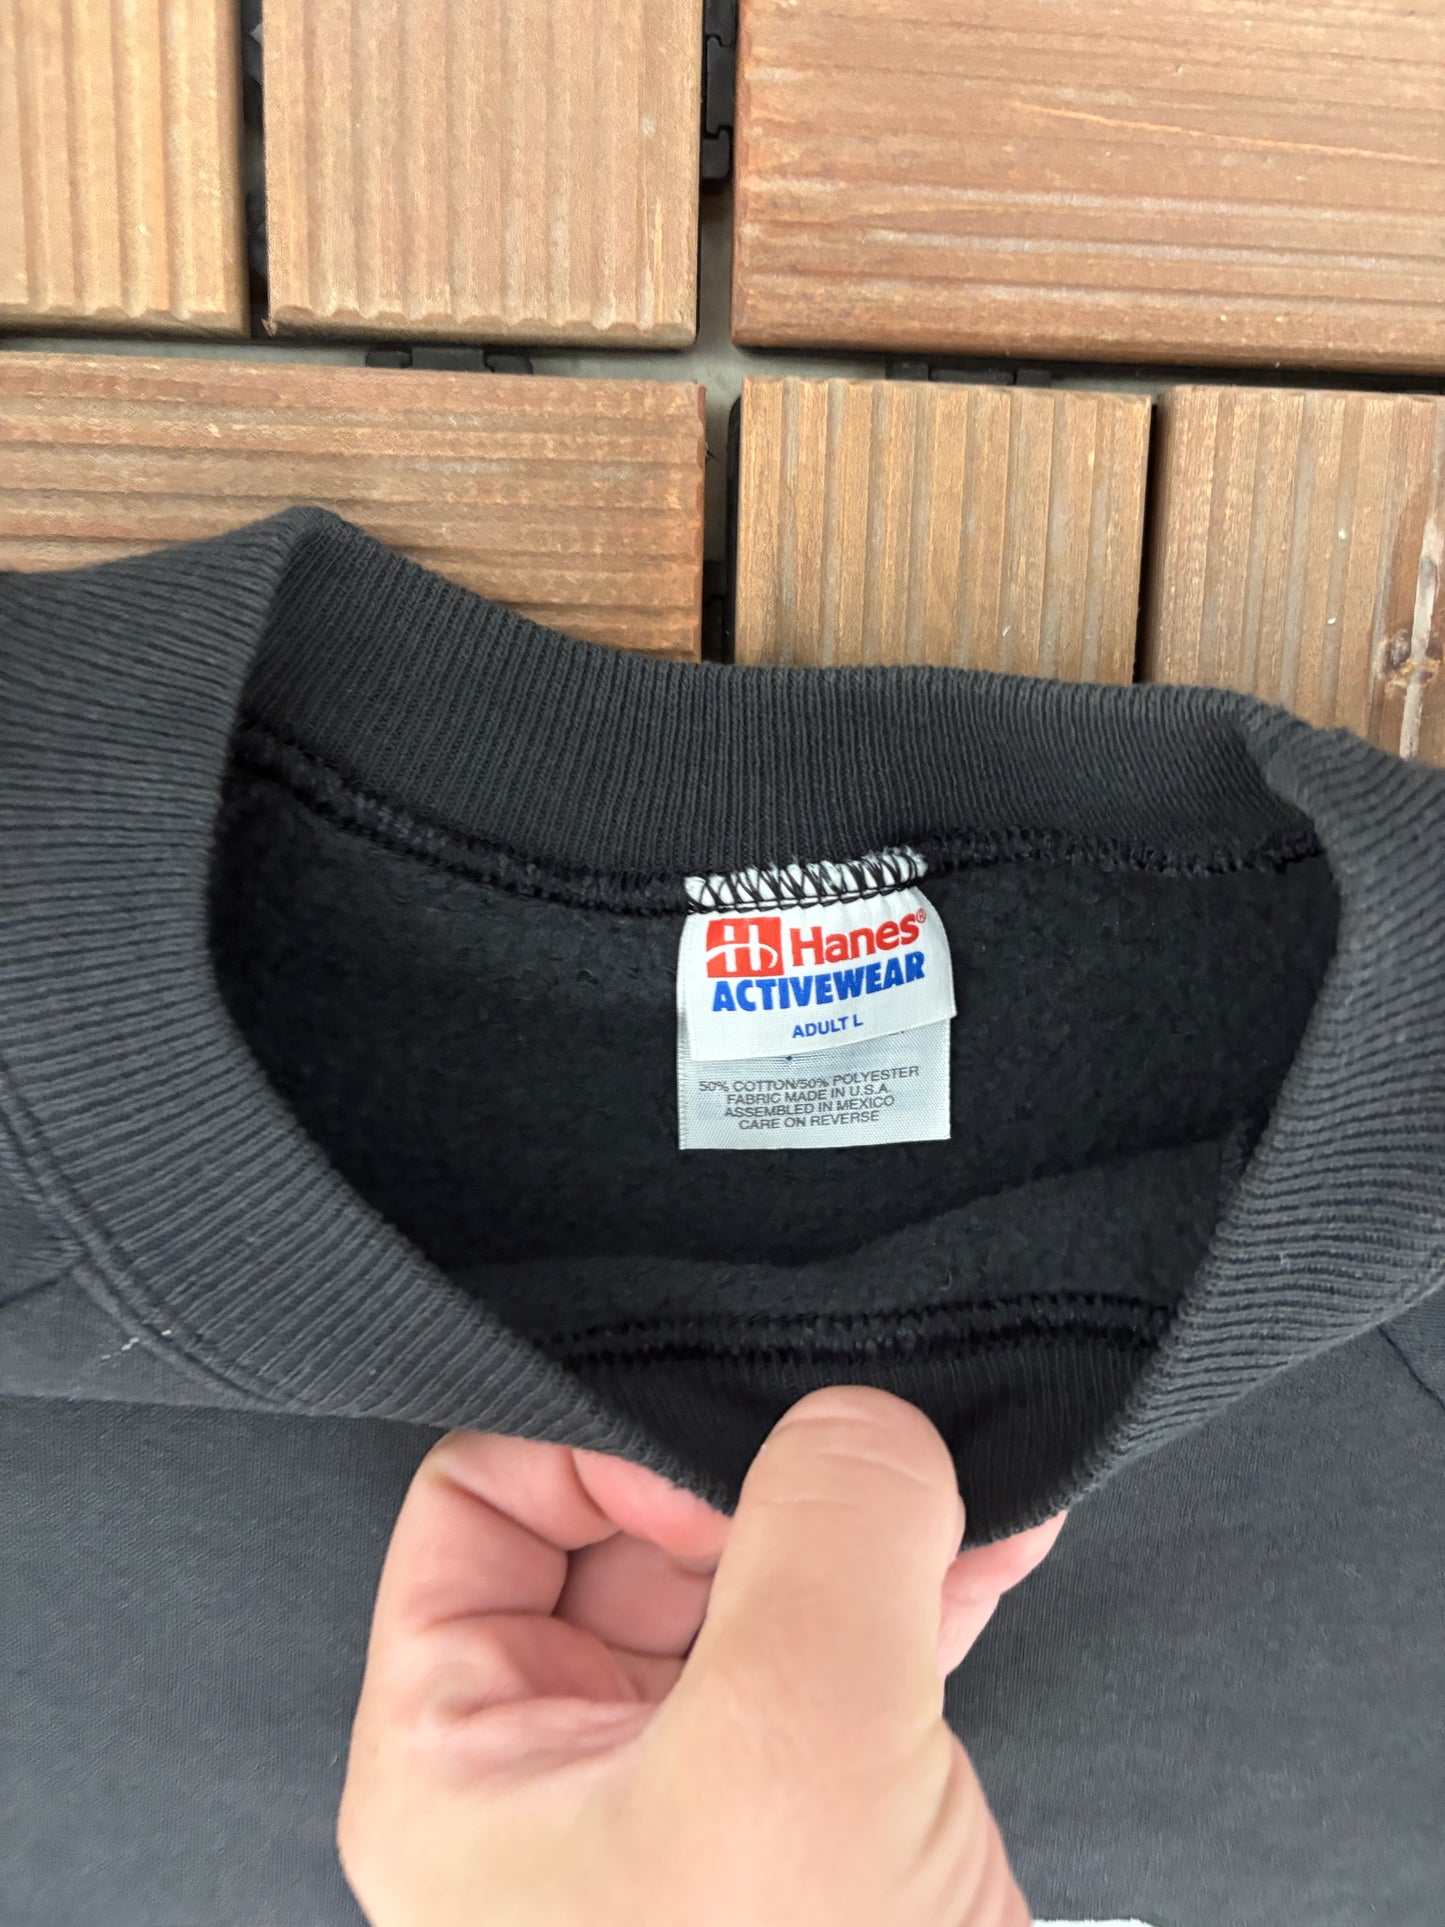 H Hanes®
ACTIVEWEAR
ADULT L
50% COTTON/50% POLYESTER
FABRIC MADE IN U.S.A.
ASSEMBLED IN MEXICO
CARE ON REVERSE